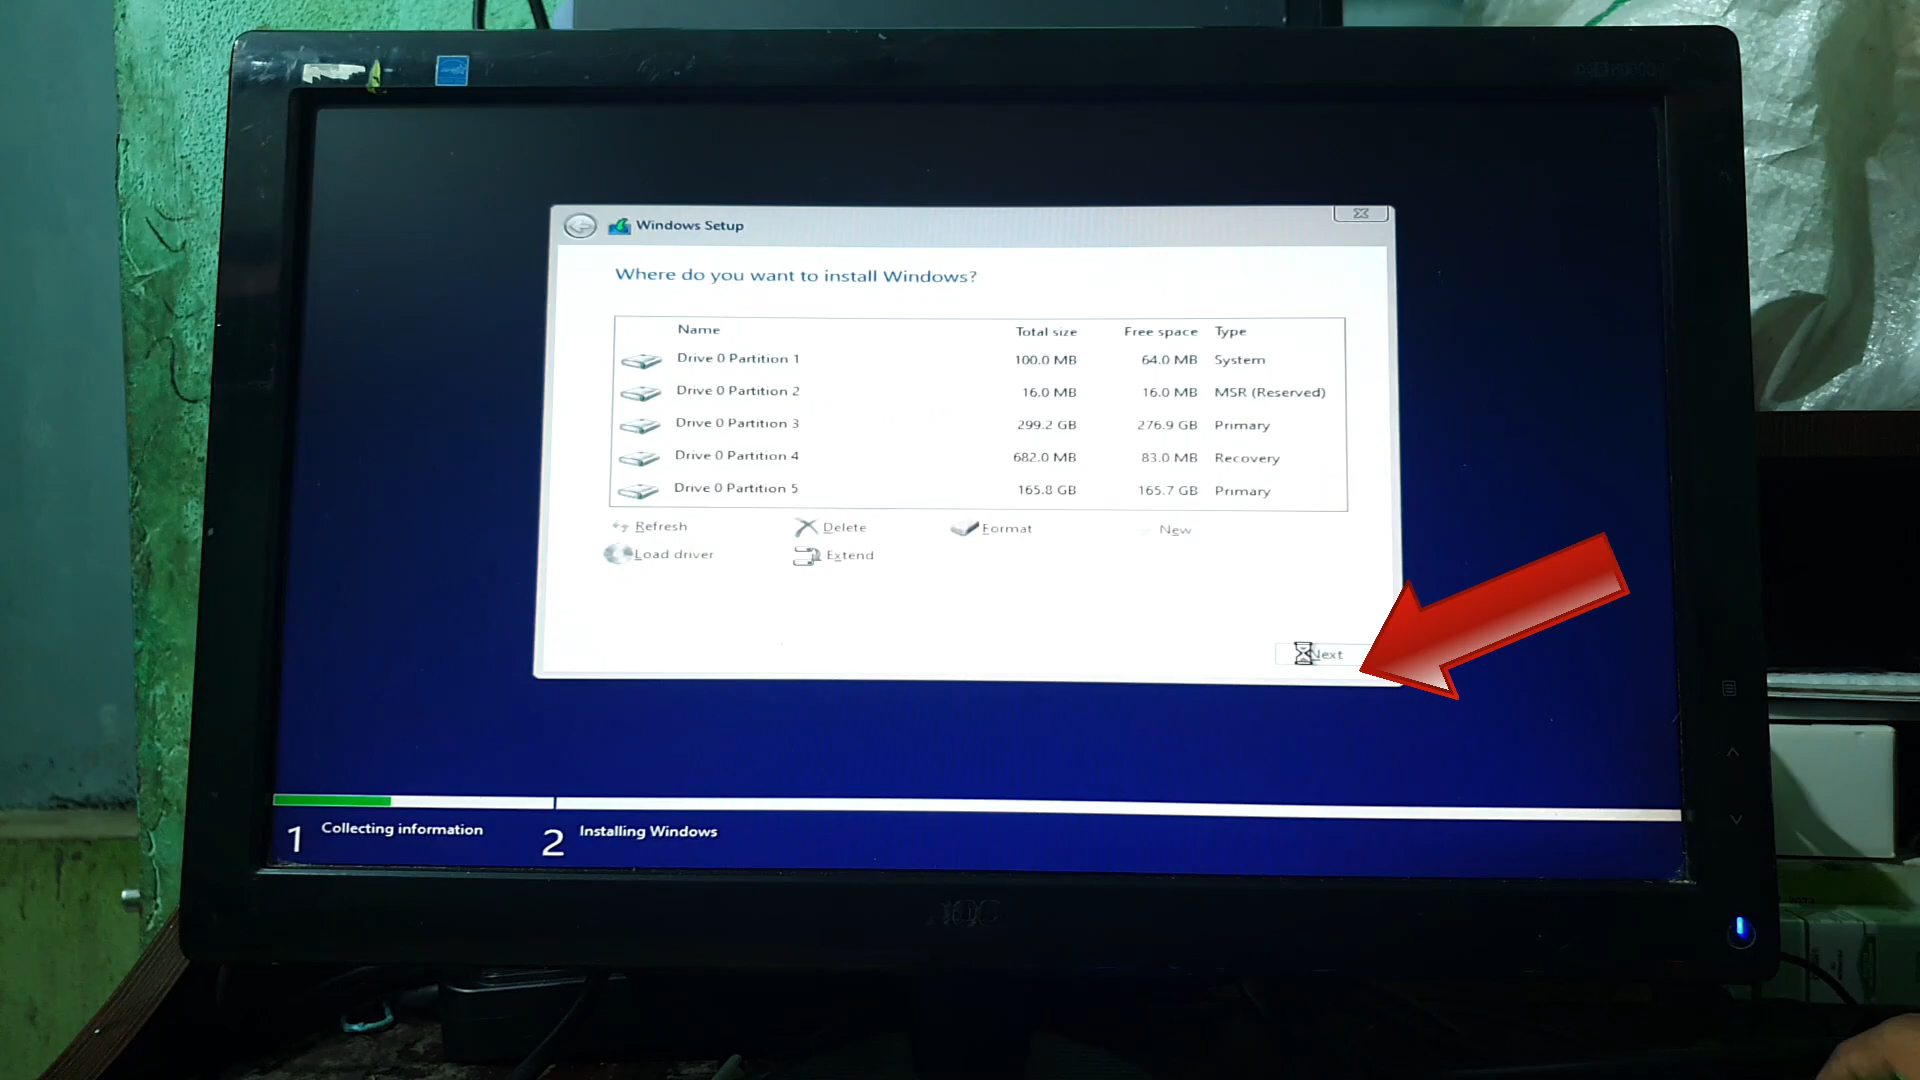 Windows Setup
Where do you want to install Windows?
Name Total size Free space Type
Drive 0 Partition 1 100.0 MB 64.0 MB System
Drive 0 Partition 2 16.0 MB 16.0 MB MSR (Reserved)
Drive 0 Partition 3 299.2 GB 276.9 GB Primary
Drive 0 Partition 4 682.0 MB 83.0 MB Recovery
Drive 0 Partition 5 165.8 GB 165.7 GB Primary
Refresh Delete Format New
Load driver Extend
Next
1 Collecting information 2 Installing Windows
AOC